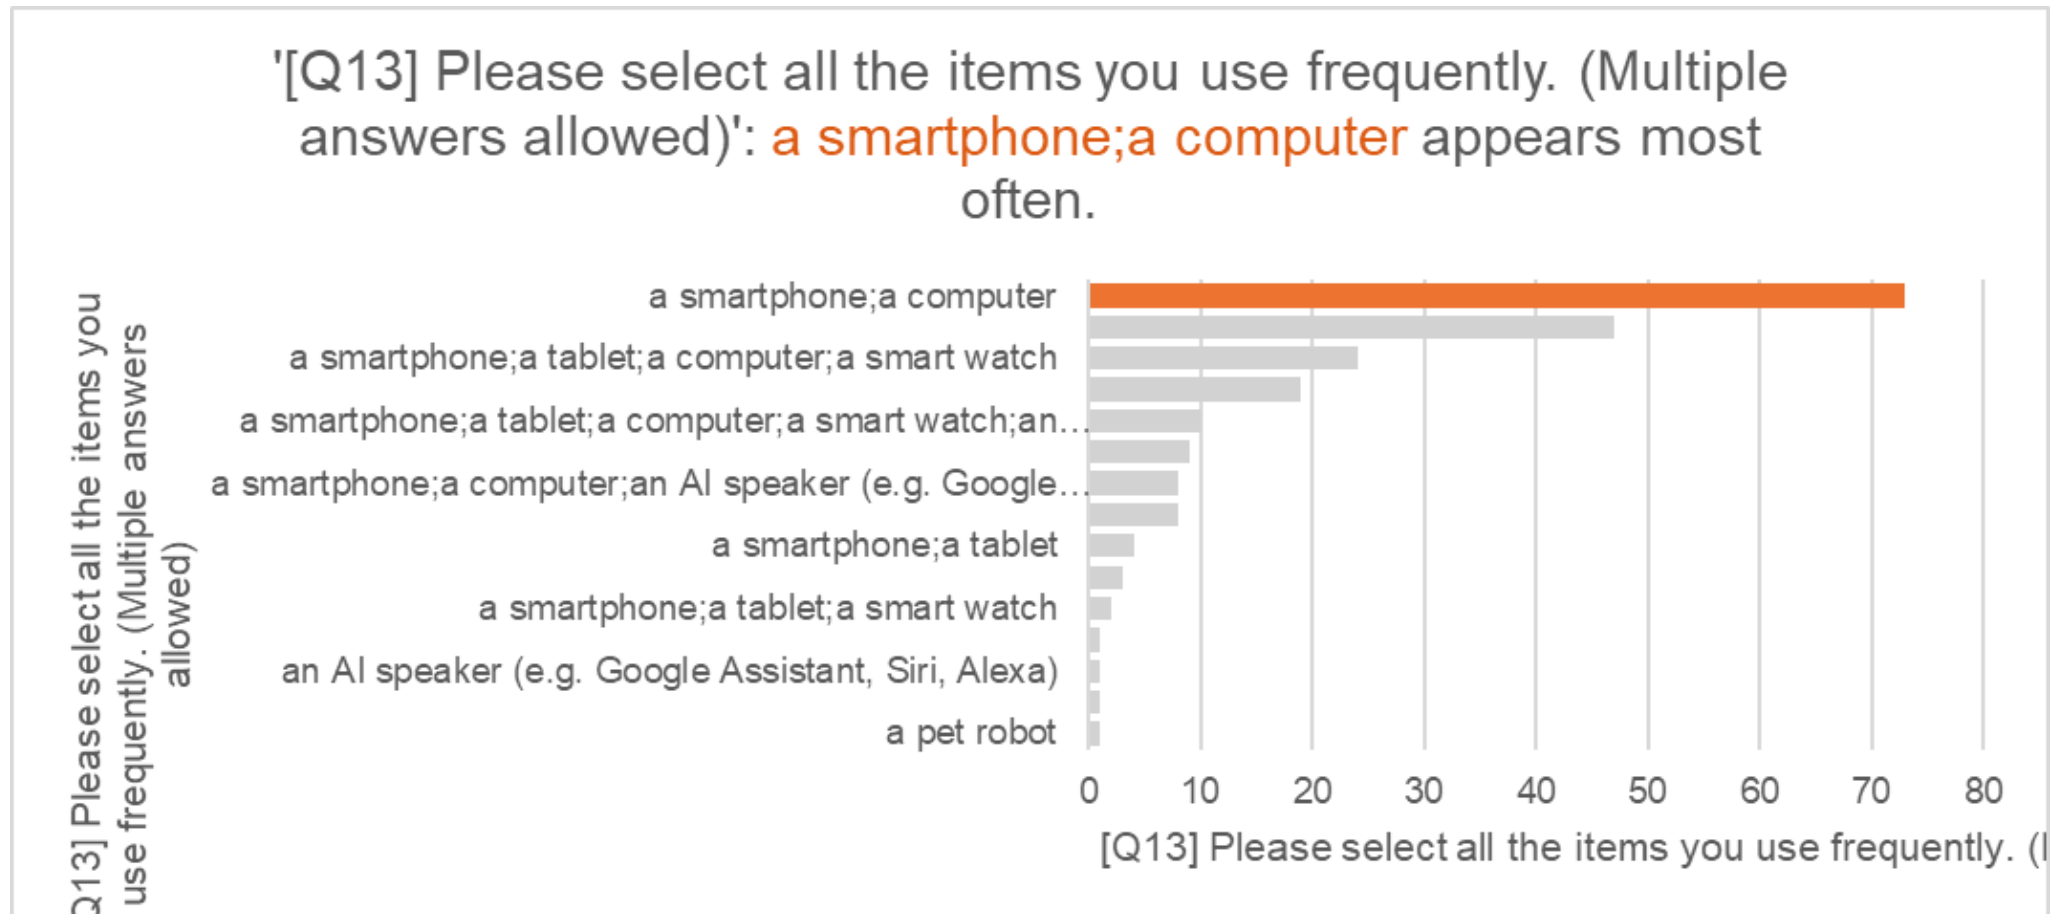 '[Q13] Please select all the items you use frequently. (Multiple
answers allowed)': a smartphone;a computer appears most
often.
Q13] Please select all the items you
use frequently. (Multiple answers
allowed)
a smartphone;a computer
a smartphone;a tablet;a computer;a smart watch
a smartphone;a tablet;a computer;a smart watch;an…
a smartphone;a computer;an AI speaker (e.g. Google…
a smartphone;a tablet
a smartphone;a tablet;a smart watch
an AI speaker (e.g. Google Assistant, Siri, Alexa)
a pet robot
0 10 20 30 40 50 60 70 80
[Q13] Please select all the items you use frequently. (